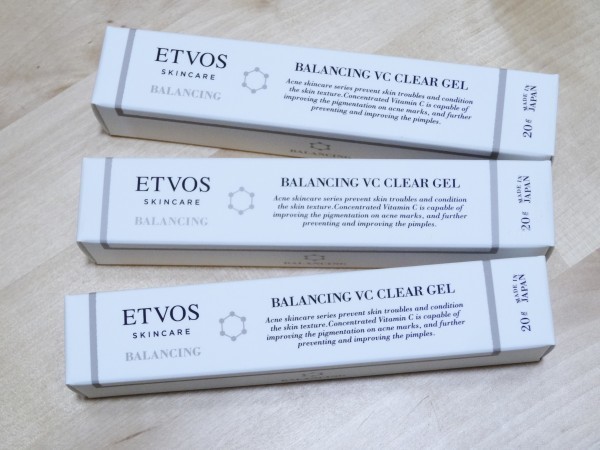 ETVOS
SKINCARE
BALANCING
BALANCING VC CLEAR GEL
Acne skincare series prevent skin troubles and condition
the skin texture.Concentrated Vitamin C is capable of
improving the pigmentation on acne marks, and further
preventing and improving the pimples.
20g
MADE IN
JAPAN
BALANCING
ETVOS
SKINCARE
BALANCING
BALANCING VC CLEAR GEL
Acne skincare series prevent skin troubles and condition
the skin texture.Concentrated Vitamin C is capable of
improving the pigmentation on acne marks, and further
preventing and improving the pimples.
20g
MADE IN
JAPAN
BALANCING
ETVOS
SKINCARE
BALANCING
BALANCING VC CLEAR GEL
Acne skincare series prevent skin troubles and condition
the skin texture.Concentrated Vitamin C is capable of
improving the pigmentation on acne marks, and further
preventing and improving the pimples.
20g
MADE IN
JAPAN